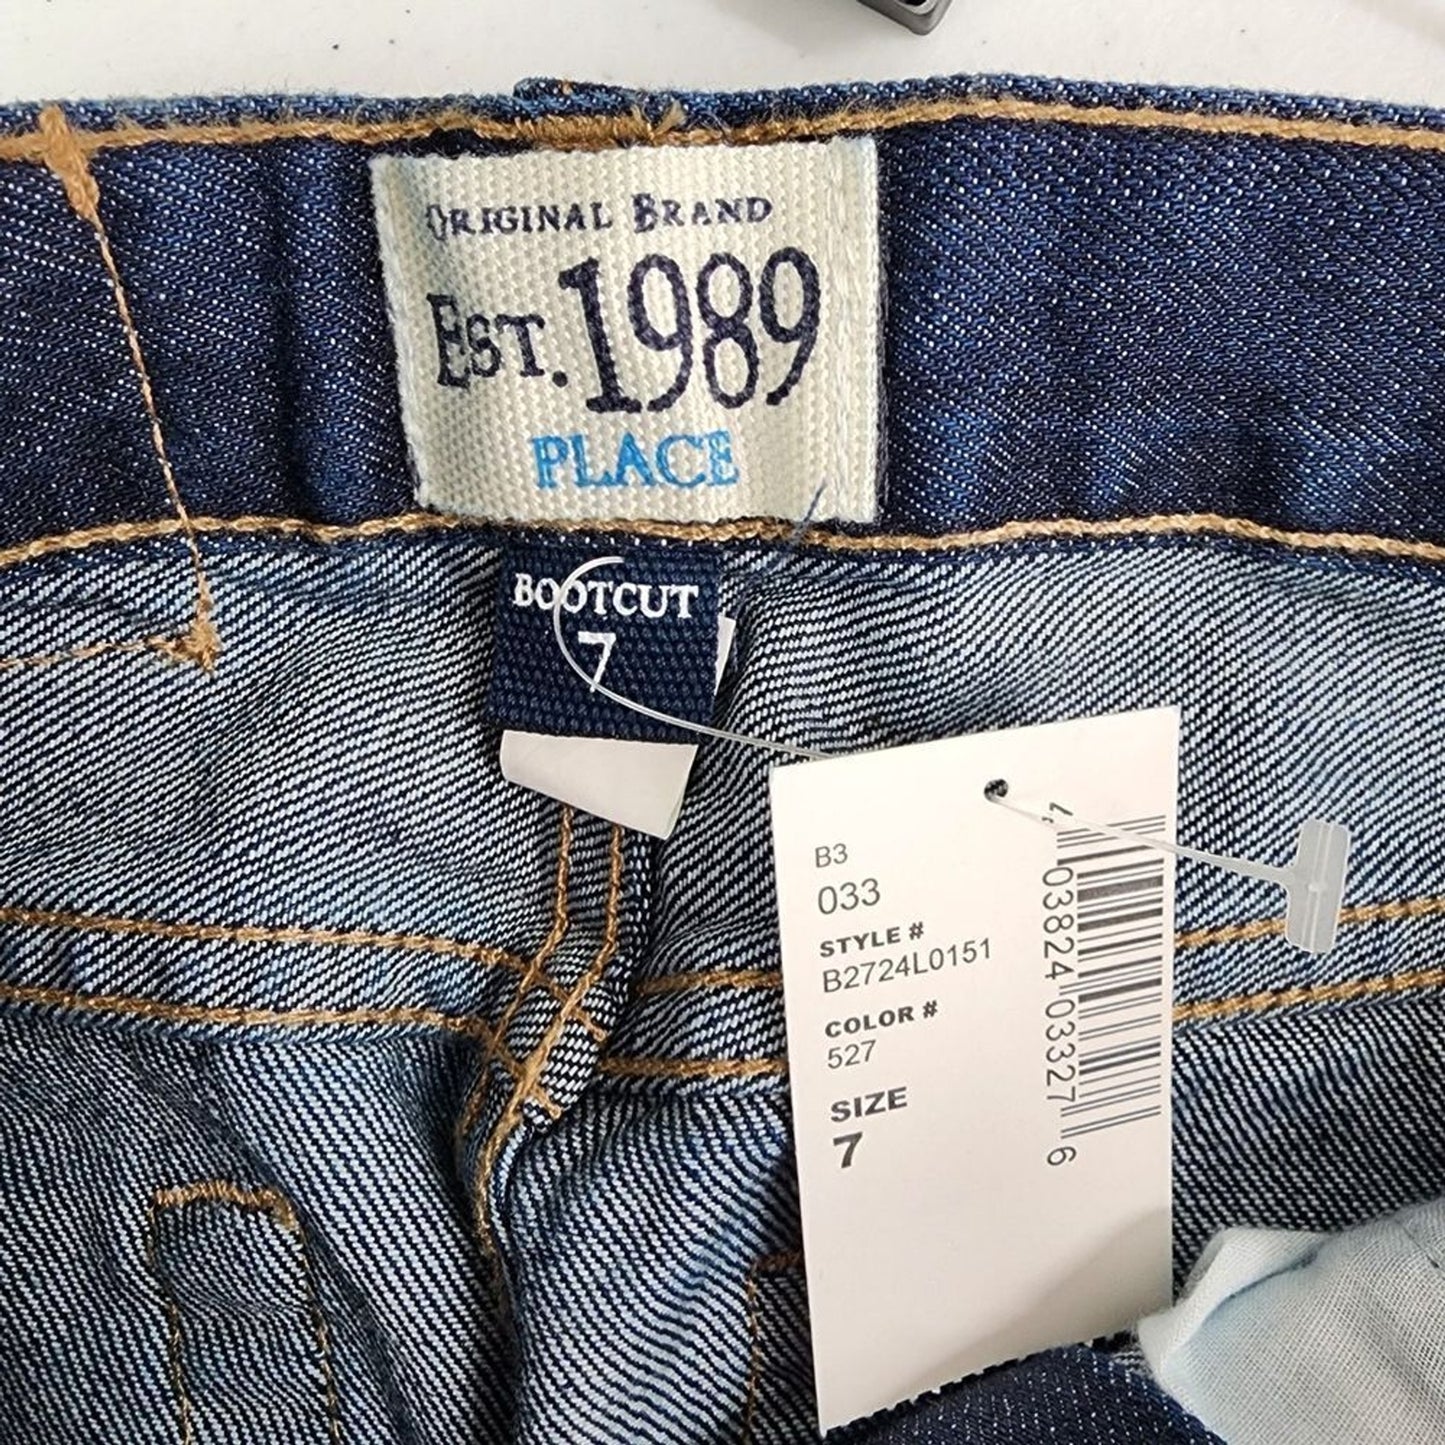 ORIGINAL BRAND
EST. 1989
PLACE
BOOTCUT
7
B3
033
STYLE #
B2724L0151
COLOR #
527
SIZE
7
03824 03327 6